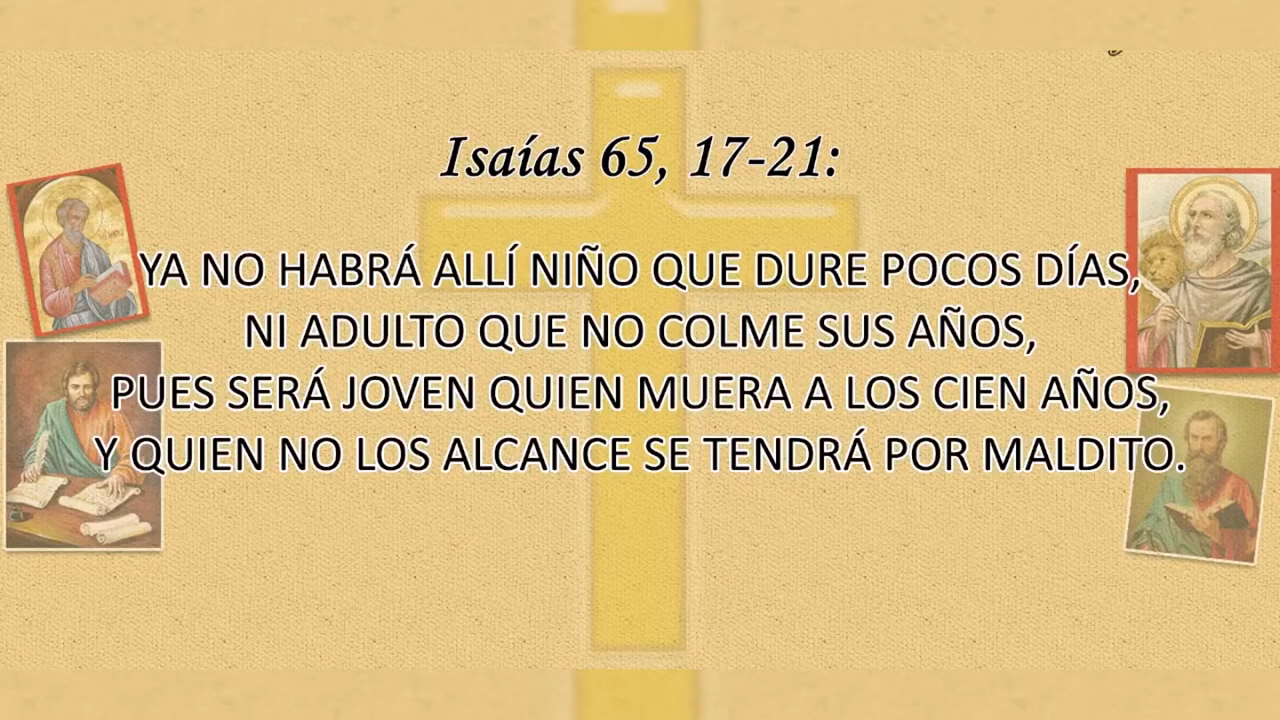 Isaías 65, 17-21:
YA NO HABRÁ ALLÍ NIÑO QUE DURE POCOS DÍAS,
NI ADULTO QUE NO COLME SUS AÑOS,
PUES SERÁ JOVEN QUIEN MUERA A LOS CIEN AÑOS,
Y QUIEN NO LOS ALCANCE SE TENDRÁ POR MALDITO.